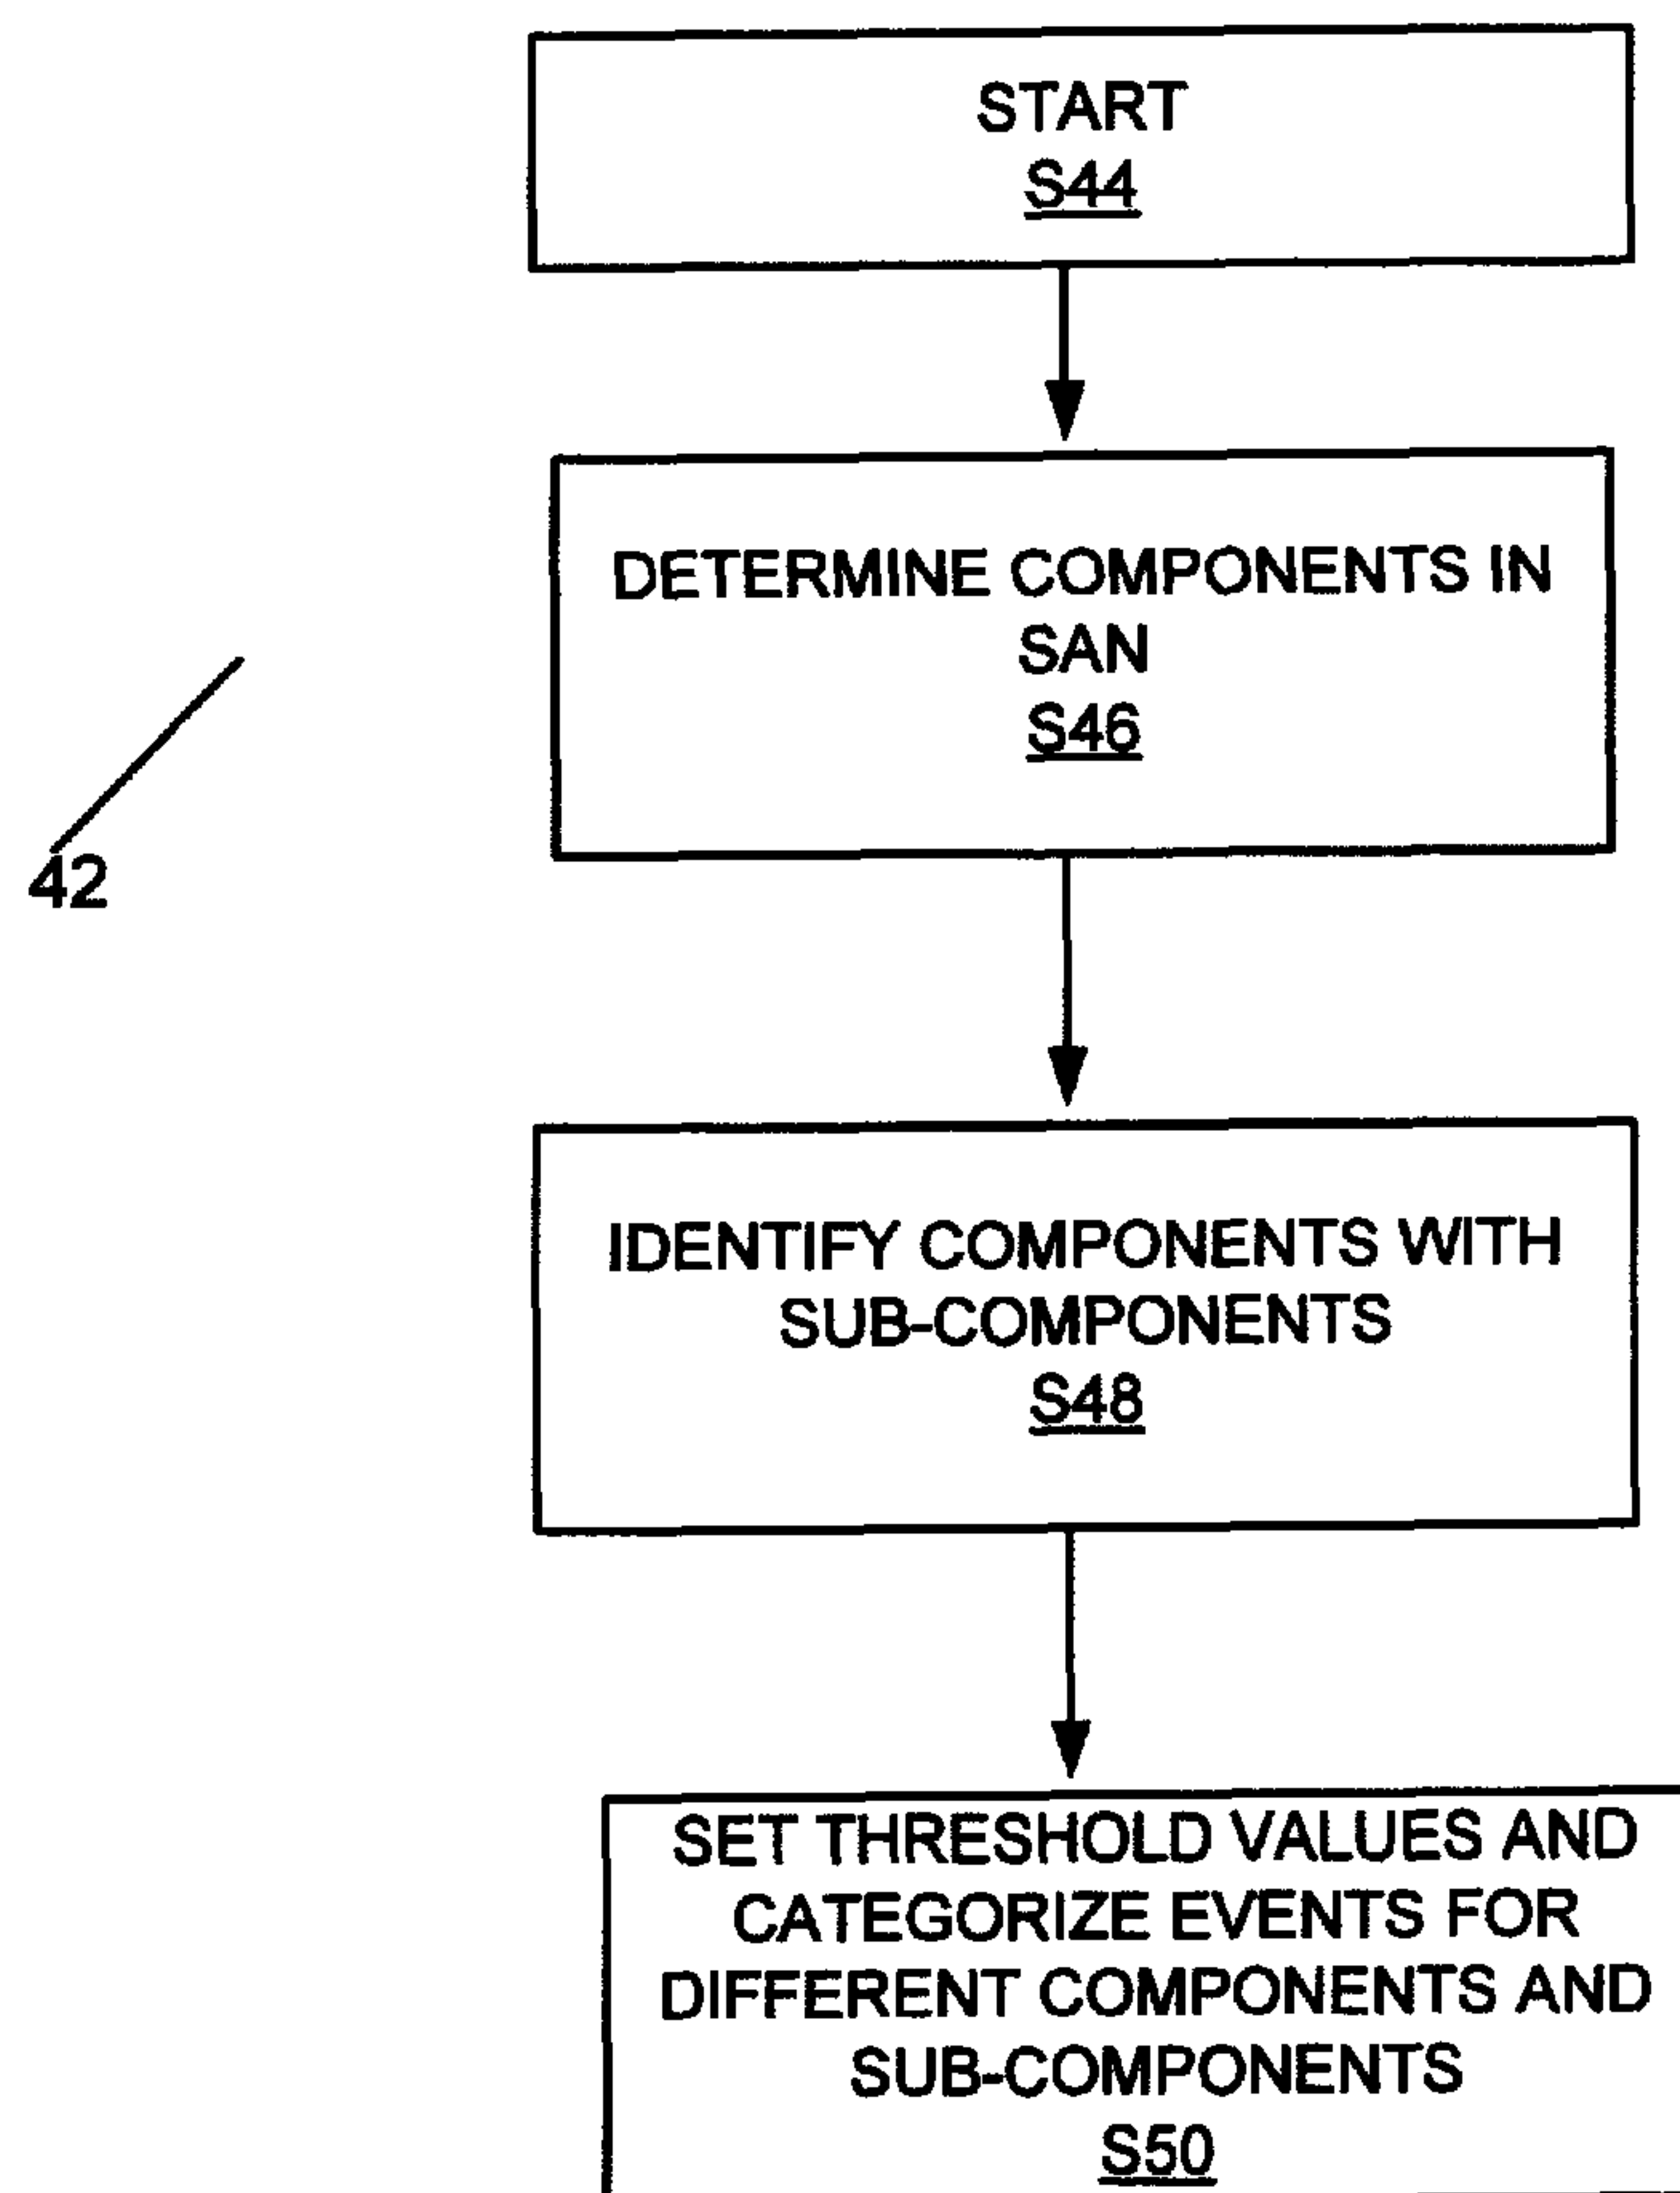 START
S44
DETERMINE COMPONENTS IN
SAN
S46
42
IDENTIFY COMPONENTS WITH
SUB-COMPONENTS
S48
SET THRESHOLD VALUES AND
CATEGORIZE EVENTS FOR
DIFFERENT COMPONENTS AND
SUB-COMPONENTS
S50